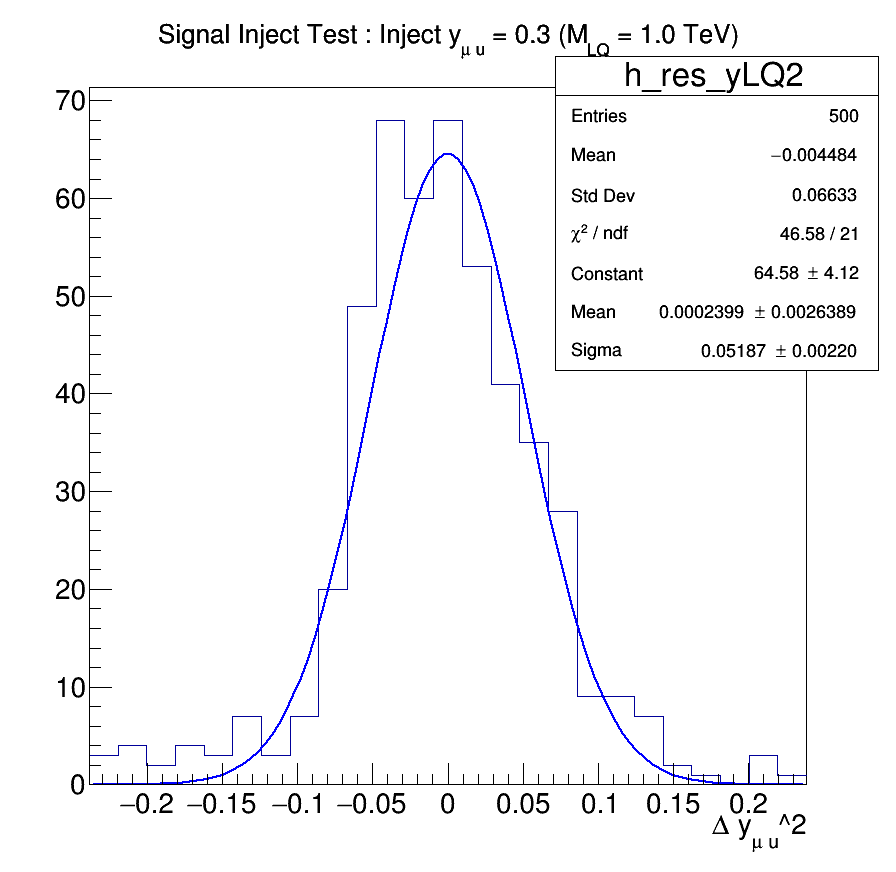 Signal Inject Test : Inject y_μu = 0.3 (M_LQ = 1.0 TeV)
h_res_yLQ2
Entries 500
Mean −0.004484
Std Dev 0.06633
χ² / ndf 46.58 / 21
Constant 64.58 ± 4.12
Mean 0.0002399 ± 0.0026389
Sigma 0.05187 ± 0.00220
70
60
50
40
30
20
10
0
−0.2 −0.15 −0.1 −0.05 0 0.05 0.1 0.15 0.2
Δ y_μu^2